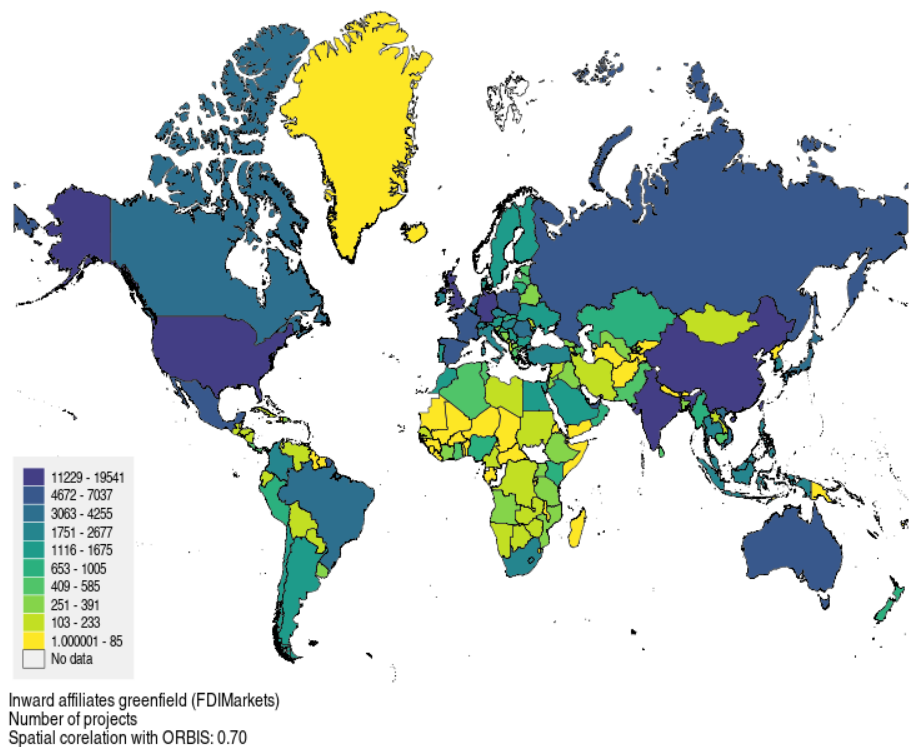 11229 - 19541
4672 - 7037
3063 - 4255
1751 - 2677
1116 - 1675
653 - 1005
409 - 585
251 - 391
103 - 233
1.000001 - 85
No data
Inward affiliates greenfield (FDIMarkets)
Number of projects
Spatial corelation with ORBIS: 0.70